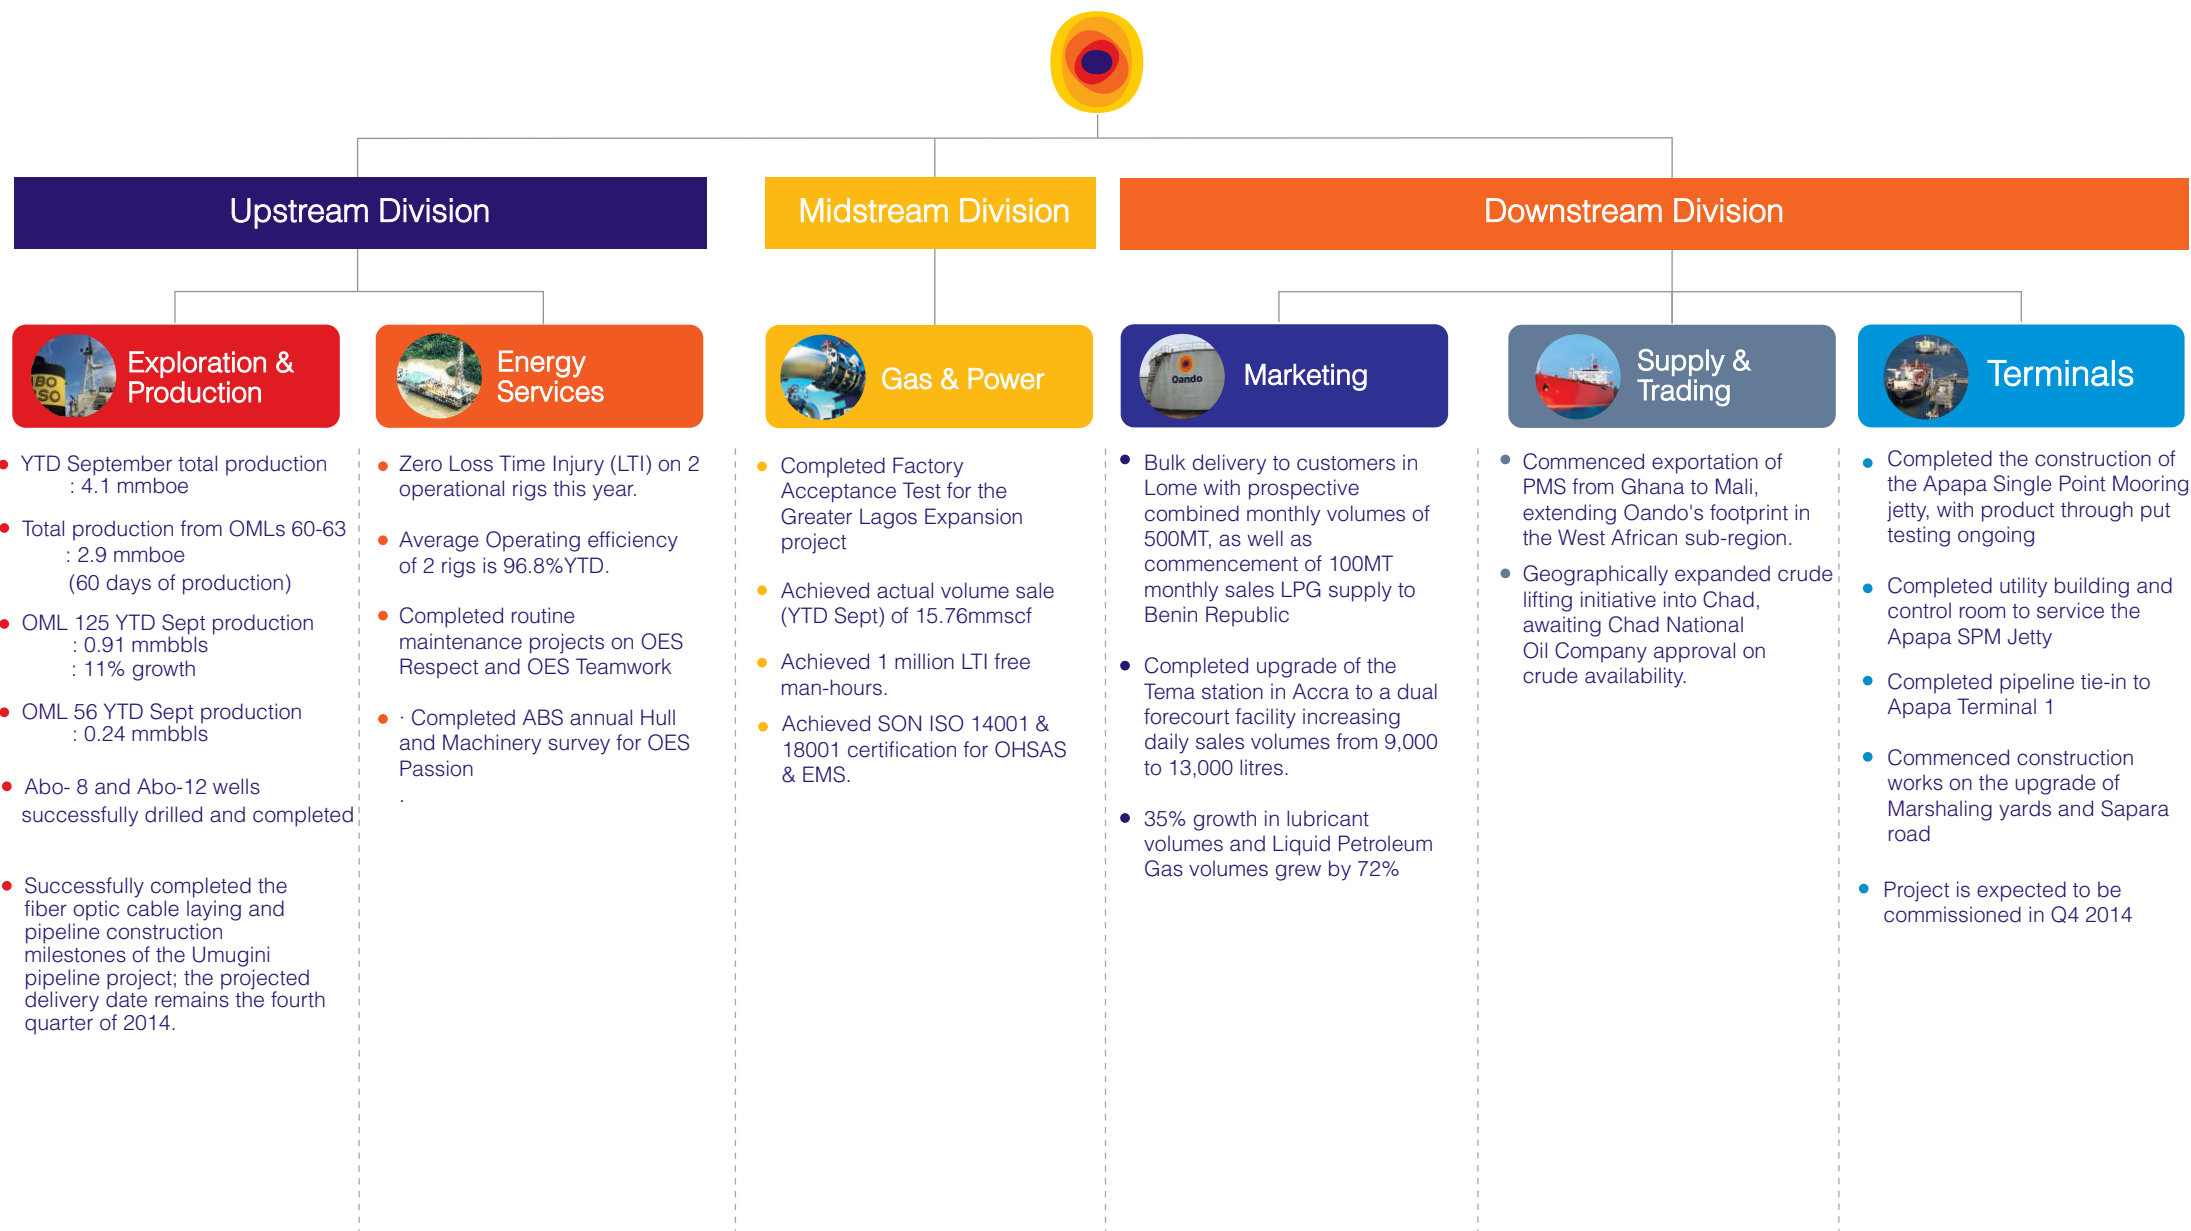 Upstream Division
Midstream Division
Downstream Division
Exploration &
Production
Energy
Services
Gas & Power
Oando
Marketing
Supply &
Trading
Terminals
BO
SO
• YTD September total production
: 4.1 mmboe
• Total production from OMLs 60-63
: 2.9 mmboe
(60 days of production)
• OML 125 YTD Sept production
: 0.91 mmbbls
: 11% growth
• OML 56 YTD Sept production
: 0.24 mmbbls
• Abo- 8 and Abo-12 wells
successfully drilled and completed
• Successfully completed the
fiber optic cable laying and
pipeline construction
milestones of the Umugini
pipeline project; the projected
delivery date remains the fourth
quarter of 2014.
• Zero Loss Time Injury (LTI) on 2
operational rigs this year.
• Average Operating efficiency
of 2 rigs is 96.8%YTD.
• Completed routine
maintenance projects on OES
Respect and OES Teamwork
• · Completed ABS annual Hull
and Machinery survey for OES
Passion
.
• Completed Factory
Acceptance Test for the
Greater Lagos Expansion
project
• Achieved actual volume sale
(YTD Sept) of 15.76mmscf
• Achieved 1 million LTI free
man-hours.
• Achieved SON ISO 14001 &
18001 certification for OHSAS
& EMS.
• Bulk delivery to customers in
Lome with prospective
combined monthly volumes of
500MT, as well as
commencement of 100MT
monthly sales LPG supply to
Benin Republic
• Completed upgrade of the
Tema station in Accra to a dual
forecourt facility increasing
daily sales volumes from 9,000
to 13,000 litres.
• 35% growth in lubricant
volumes and Liquid Petroleum
Gas volumes grew by 72%
• Commenced exportation of
PMS from Ghana to Mali,
extending Oando's footprint in
the West African sub-region.
• Geographically expanded crude
lifting initiative into Chad,
awaiting Chad National
Oil Company approval on
crude availability.
• Completed the construction of
the Apapa Single Point Mooring
jetty, with product through put
testing ongoing
• Completed utility building and
control room to service the
Apapa SPM Jetty
• Completed pipeline tie-in to
Apapa Terminal 1
• Commenced construction
works on the upgrade of
Marshaling yards and Sapara
road
• Project is expected to be
commissioned in Q4 2014